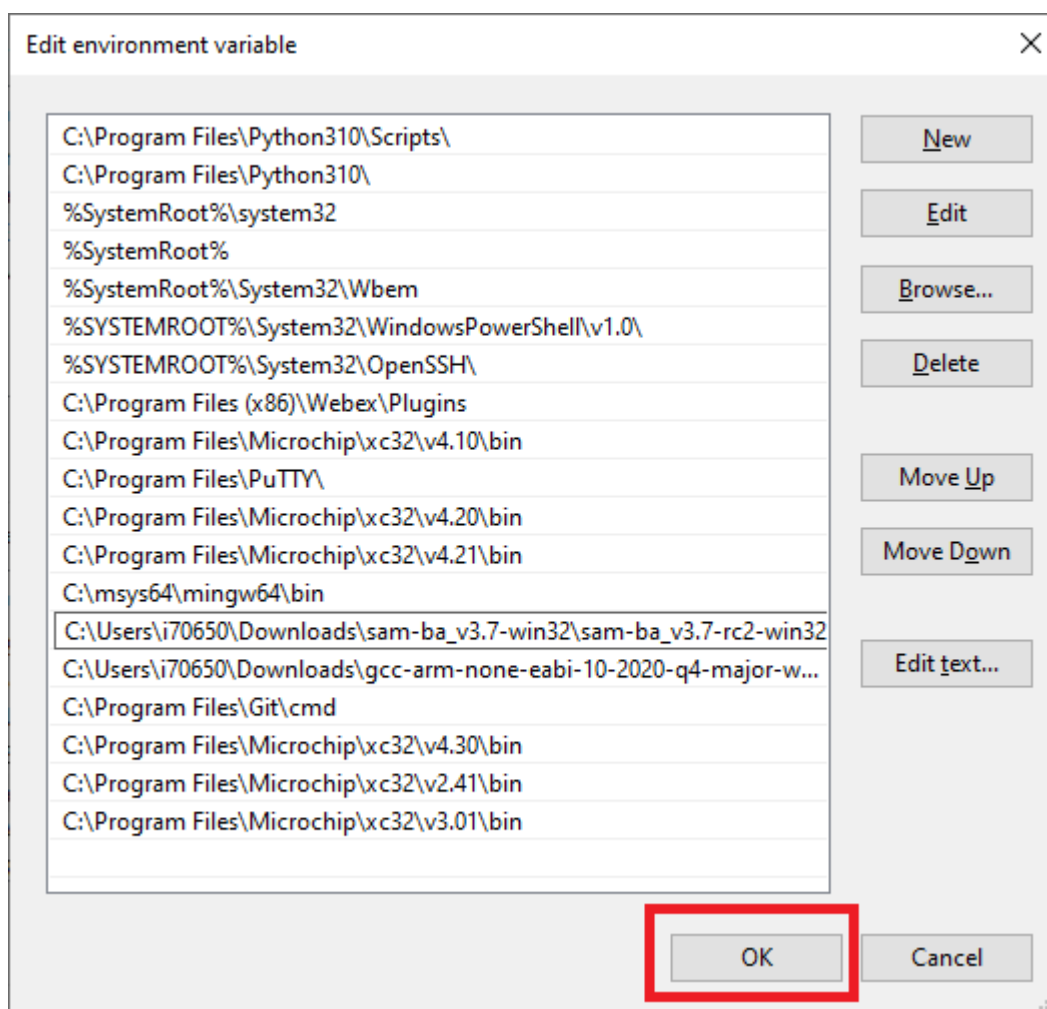 Edit environment variable
C:\Program Files\Python310\Scripts\
New
C:\Program Files\Python310\
%SystemRoot%\system32
Edit
%SystemRoot%
%SystemRoot%\System32\Wbem
Browse...
%SYSTEMROOT%\System32\WindowsPowerShell\v1.0\
%SYSTEMROOT%\System32\OpenSSH\
Delete
C:\Program Files (x86)\Webex\Plugins
C:\Program Files\Microchip\xc32\v4.10\bin
C:\Program Files\PuTTY\
Move Up
C:\Program Files\Microchip\xc32\v4.20\bin
C:\Program Files\Microchip\xc32\v4.21\bin
Move Down
C:\msys64\mingw64\bin
C:\Users\i70650\Downloads\sam-ba_v3.7-win32\sam-ba_v3.7-rc2-win32
C:\Users\i70650\Downloads\gcc-arm-none-eabi-10-2020-q4-major-w...
Edit text...
C:\Program Files\Git\cmd
C:\Program Files\Microchip\xc32\v4.30\bin
C:\Program Files\Microchip\xc32\v2.41\bin
C:\Program Files\Microchip\xc32\v3.01\bin
OK
Cancel